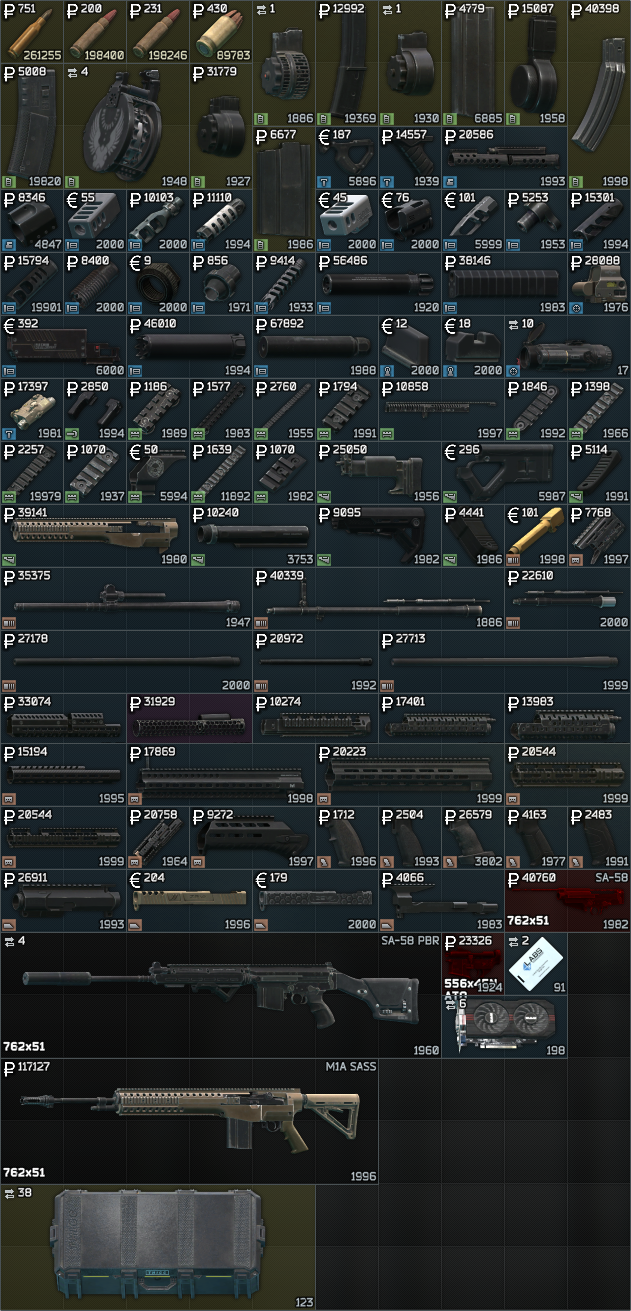 ₽751 ₽200 ₽231 ₽430 ⇄1 ₽12992 ⇄1 ₽4779 ₽15087 ₽40398
261255 198400 198246 89783
₽5008 ⇄4 ₽31779
1886 19369 1930 6885 1958
₽6677 €187 ₽14557 ₽20586
19820 1948 1927 5896 1939 1993 1998
₽8346 €55 ₽10103 ₽11110 €45 €76 €101 ₽5253 ₽15301
4847 2000 2000 1994 1986 2000 2000 5999 1953 1994
₽15794 ₽8400 €9 ₽856 ₽9414 ₽56486 ₽38146 ₽28088
19901 2000 2000 1971 1933 1920 1983 1976
€392 ₽46010 ₽67892 €12 €18 ⇄10
6000 1994 1988 2000 2000 17
₽17397 ₽2850 ₽1186 ₽1577 ₽2760 ₽1794 ₽10858 ₽1846 ₽1398
1981 1994 1989 1983 1955 1991 1997 1992 1966
₽2257 ₽1070 €50 ₽1639 ₽1070 ₽25050 €296 ₽5114
19979 1937 5994 11892 1982 1956 5987 1991
₽39141 ₽10240 ₽9095 ₽4441 €101 ₽7768
1980 3753 1982 1986 1998 1997
₽35375 ₽40339 ₽22610
1947 1886 2000
₽27178 ₽20972 ₽27713
2000 1992 1999
₽33074 ₽31929 ₽10274 ₽17401 ₽13983
₽15194 ₽17869 ₽20223 ₽20544
1995 1998 1999 1999
₽20544 ₽20758 ₽9272 ₽1712 ₽2504 ₽26579 ₽4163 ₽2483
1999 1964 1997 1996 1993 3802 1977 1991
₽26911 €204 €179 ₽4066 ₽40760 SA-58
762x51
1993 1996 2000 1983 1982
⇄4 SA-58 PBR ₽23326 ⇄2
LABS
1924 91
⇄6
762x51 1960 198
₽117127 M1A SASS
762x51 1996
⇄38
123